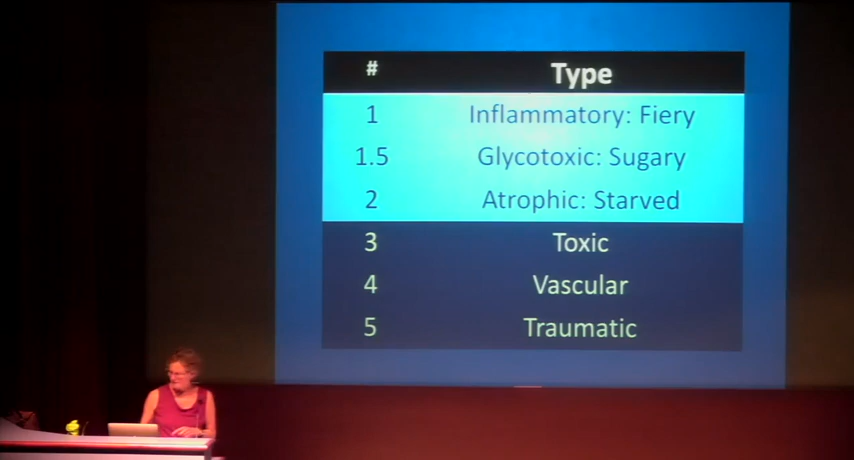 # Type
1 Inflammatory: Fiery
1.5 Glycotoxic: Sugary
2 Atrophic: Starved
3 Toxic
4 Vascular
5 Traumatic